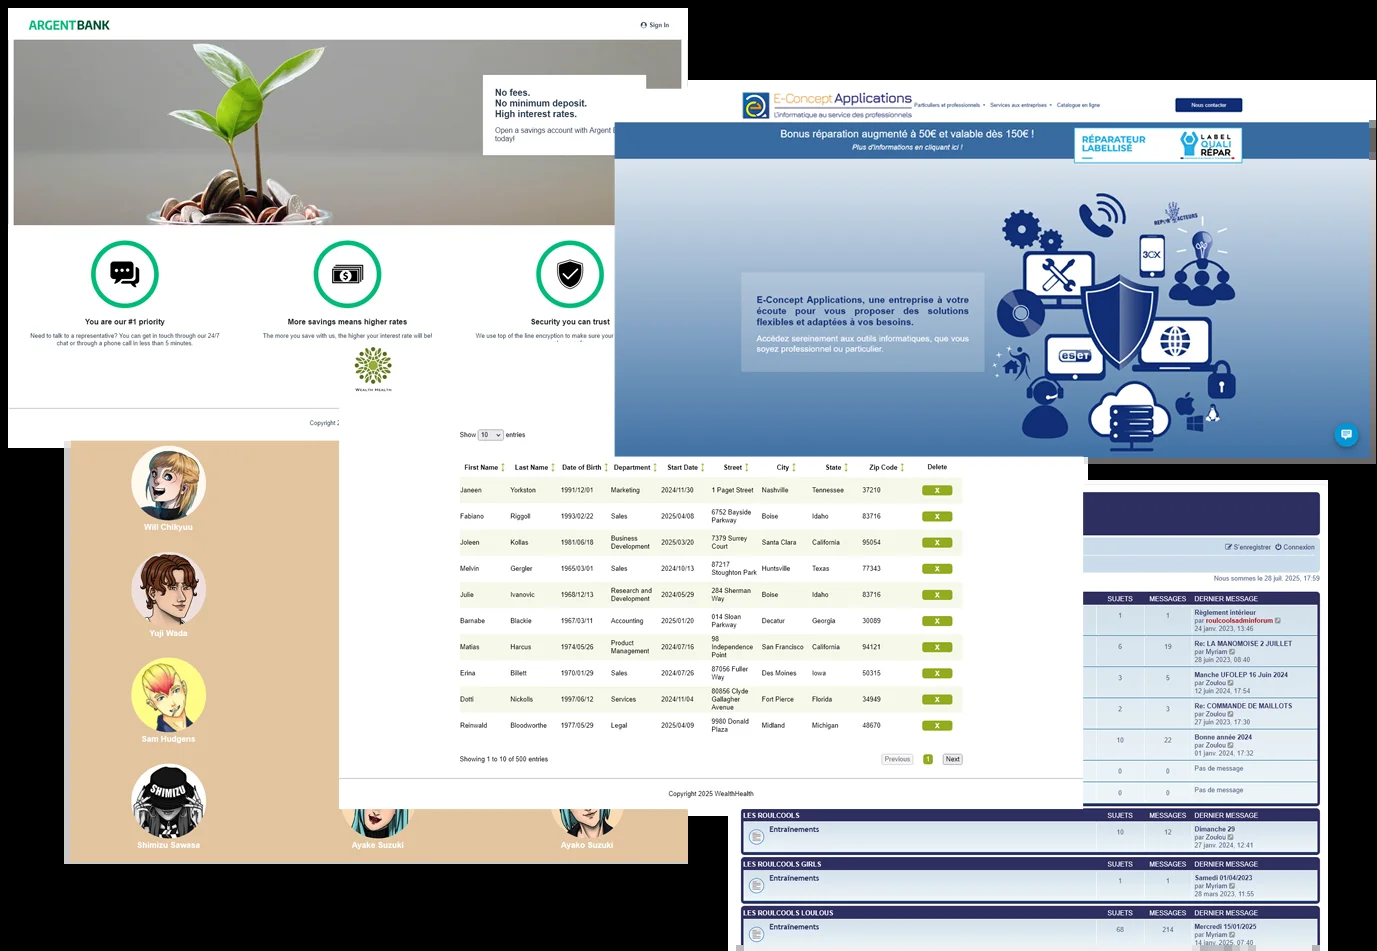 ARGENTBANK
Sign In
No fees.
No minimum deposit.
High interest rates.
Open a savings account with Argent
today!
You are our #1 priority
Need to talk to a representative? You can get in touch through our 24/7
chat or through a phone call in less than 5 minutes.
More savings means higher rates
The more you save with us, the higher your interest rate will be!
Security you can trust
We use top of the line encryption to make sure your
WEALTH HEALTH
Copyright
E-Concept Applications
L'informatique au service des professionnels
Particuliers et professionnels
Services aux entreprises
Catalogue en ligne
Nous contacter
Bonus réparation augmenté à 50€ et valable dès 150€ !
Plus d'informations en cliquant ici !
RÉPARATEUR
LABELLISÉ
LABEL
QUALI
RÉPAR
REPAR ACTEURS
3CX
eseT
E-Concept Applications, une entreprise à votre
écoute pour vous proposer des solutions
flexibles et adaptées à vos besoins.
Accédez sereinement aux outils informatiques, que vous
soyez professionnel ou particulier.
Will Chikyuu
Yuji Wada
Sam Hudgens
SHIMIZU
Shimizu Sawasa
Ayake Suzuki
Ayako Suzuki
Show 10 entries
First Name Last Name Date of Birth Department Start Date Street City State Zip Code Delete
Janeen Yorkston 1991/12/01 Marketing 2024/11/30 1 Paget Street Nashville Tennessee 37210 X
Fabiano Riggoll 1993/02/22 Sales 2025/04/08 6752 Bayside Parkway Boise Idaho 83716 X
Joleen Kollas 1981/06/18 Business Development 2025/03/20 7379 Surrey Court Santa Clara California 95054 X
Melvin Gergler 1965/03/01 Sales 2024/10/13 87217 Stoughton Park Huntsville Texas 77343 X
Julie Ivanovic 1968/12/13 Research and Development 2024/05/29 284 Sherman Way Boise Idaho 83716 X
Barnabe Blackie 1967/03/11 Accounting 2025/01/20 014 Sloan Parkway Decatur Georgia 30089 X
Matias Harcus 1974/05/26 Product Management 2024/07/16 98 Independence Point San Francisco California 94121 X
Erina Billett 1970/01/29 Sales 2024/07/26 87056 Fuller Way Des Moines Iowa 50315 X
Dotti Nickolls 1997/06/12 Services 2024/11/04 80856 Clyde Gallagher Avenue Fort Pierce Florida 34949 X
Reinwald Bloodworthe 1977/05/29 Legal 2025/04/09 9980 Donald Plaza Midland Michigan 48670 X
Showing 1 to 10 of 500 entries
Previous 1 Next
Copyright 2025 WealthHealth
S'enregistrer Connexion
Nous sommes le 28 juil. 2025, 17:59
SUJETS MESSAGES DERNIER MESSAGE
1 1 Règlement intérieur
par roulcoolsadminforum
24 janv. 2023, 13:46
6 19 Re: LA MANOMOISE 2 JUILLET
par Myriam
28 juin 2023, 08:40
3 5 Manche UFOLEP 16 Juin 2024
par Zoulou
12 juin 2024, 17:54
2 3 Re: COMMANDE DE MAILLOTS
par Zoulou
27 juin 2023, 17:30
10 22 Bonne année 2024
par Zoulou
01 janv. 2024, 17:32
0 0 Pas de message
0 0 Pas de message
LES ROULCOOLS SUJETS MESSAGES DERNIER MESSAGE
Entraînements 10 12 Dimanche 29
par Zoulou
27 janv. 2024, 12:41
LES ROULCOOLS GIRLS SUJETS MESSAGES DERNIER MESSAGE
Entraînements 1 1 Samedi 01/04/2023
par Myriam
28 mars 2023, 11:55
LES ROULCOOLS LOULOUS SUJETS MESSAGES DERNIER MESSAGE
Entraînements 68 214 Mercredi 15/01/2025
par Myriam
14 janv. 2025, 07:40